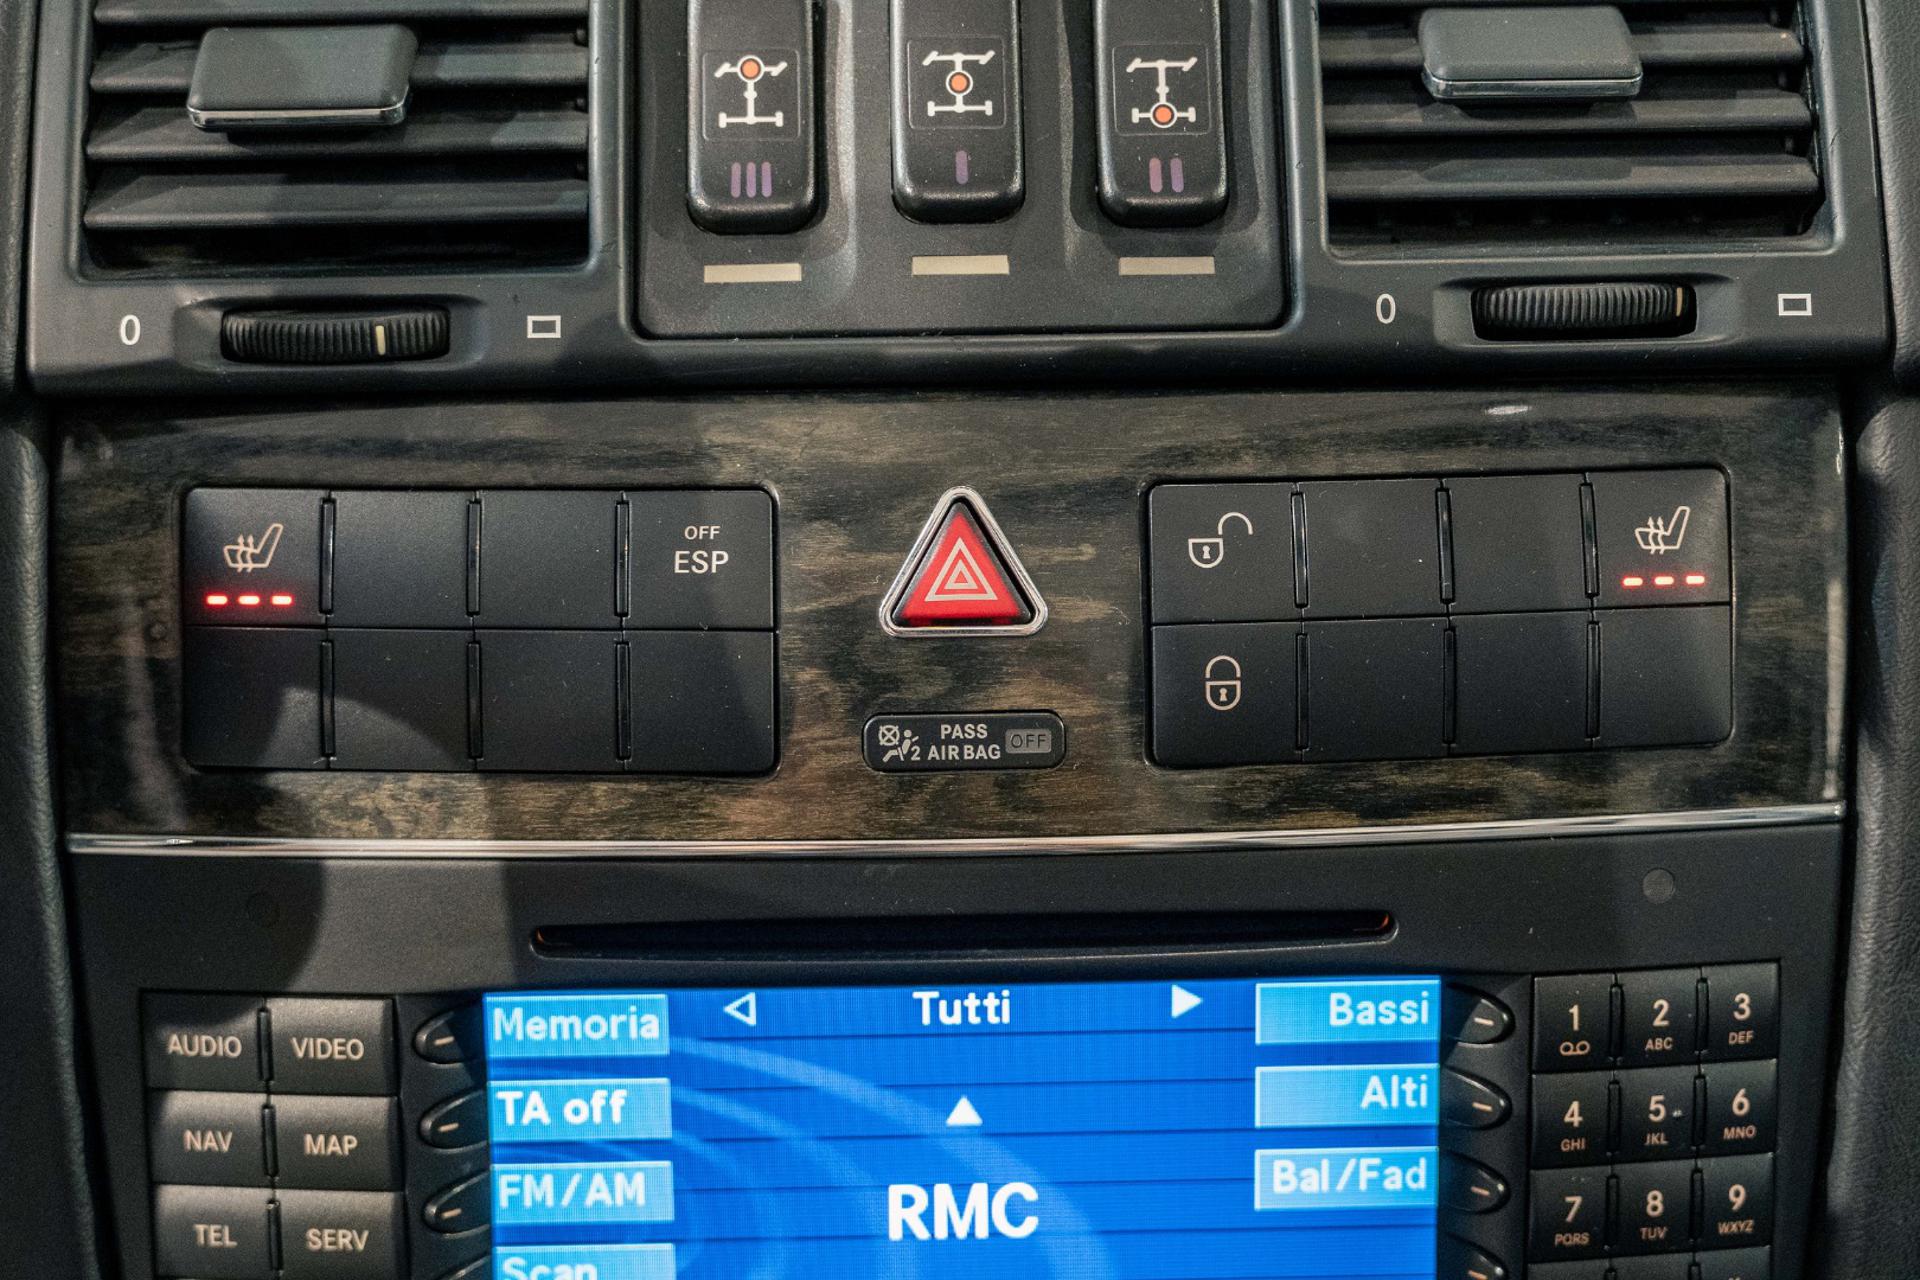 0
0
OFF
ESP
PASS
2 AIR BAG OFF
AUDIO
VIDEO
NAV
MAP
TEL
SERV
Memoria
Tutti
Bassi
TA off
Alti
FM/AM
RMC
Bal/Fad
Scan
1
2
ABC
3
DEF
4
GHI
5
JKL
6
MNO
7
PQRS
8
TUV
9
WXYZ